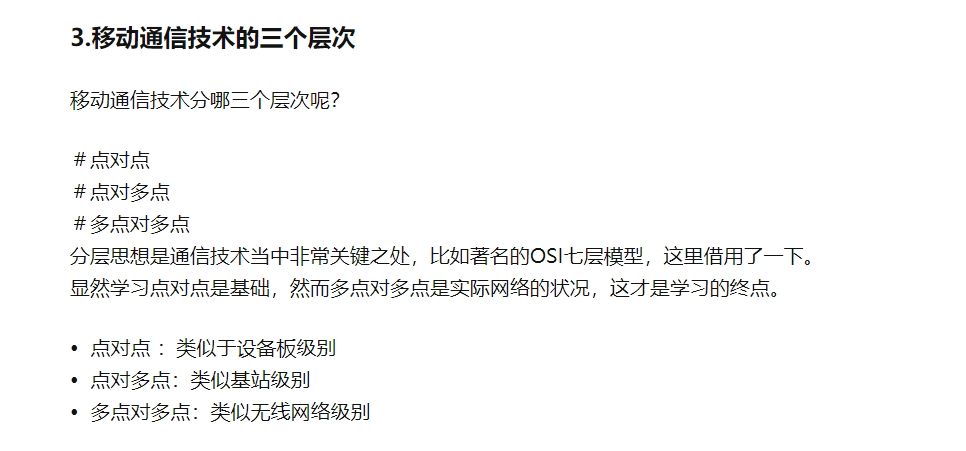 3.移动通信技术的三个层次
移动通信技术分哪三个层次呢？
＃点对点
＃点对多点
＃多点对多点
分层思想是通信技术当中非常关键之处，比如著名的OSI七层模型，这里借用了一下。
显然学习点对点是基础，然而多点对多点是实际网络的状况，这才是学习的终点。
• 点对点 ：类似于设备板级别
• 点对多点：类似基站级别
• 多点对多点：类似无线网络级别